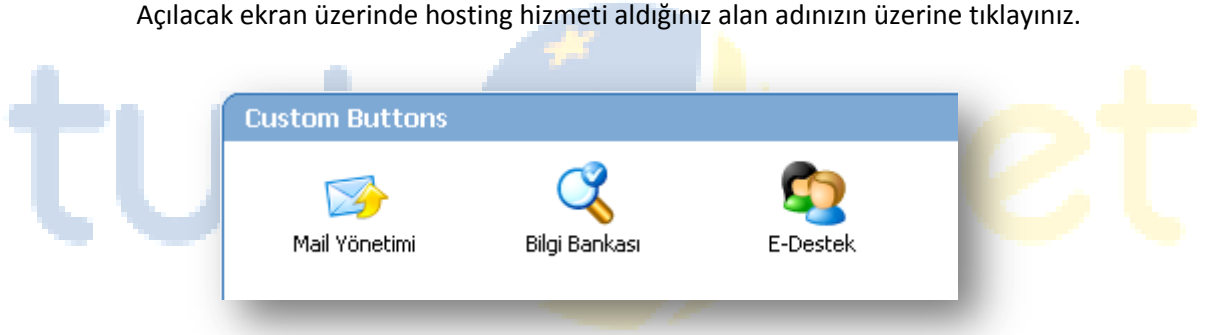 Açılacak ekran üzerinde hosting hizmeti aldığınız alan adınızın üzerine tıklayınız.
Custom Buttons
Mail Yönetimi
Bilgi Bankası
E-Destek